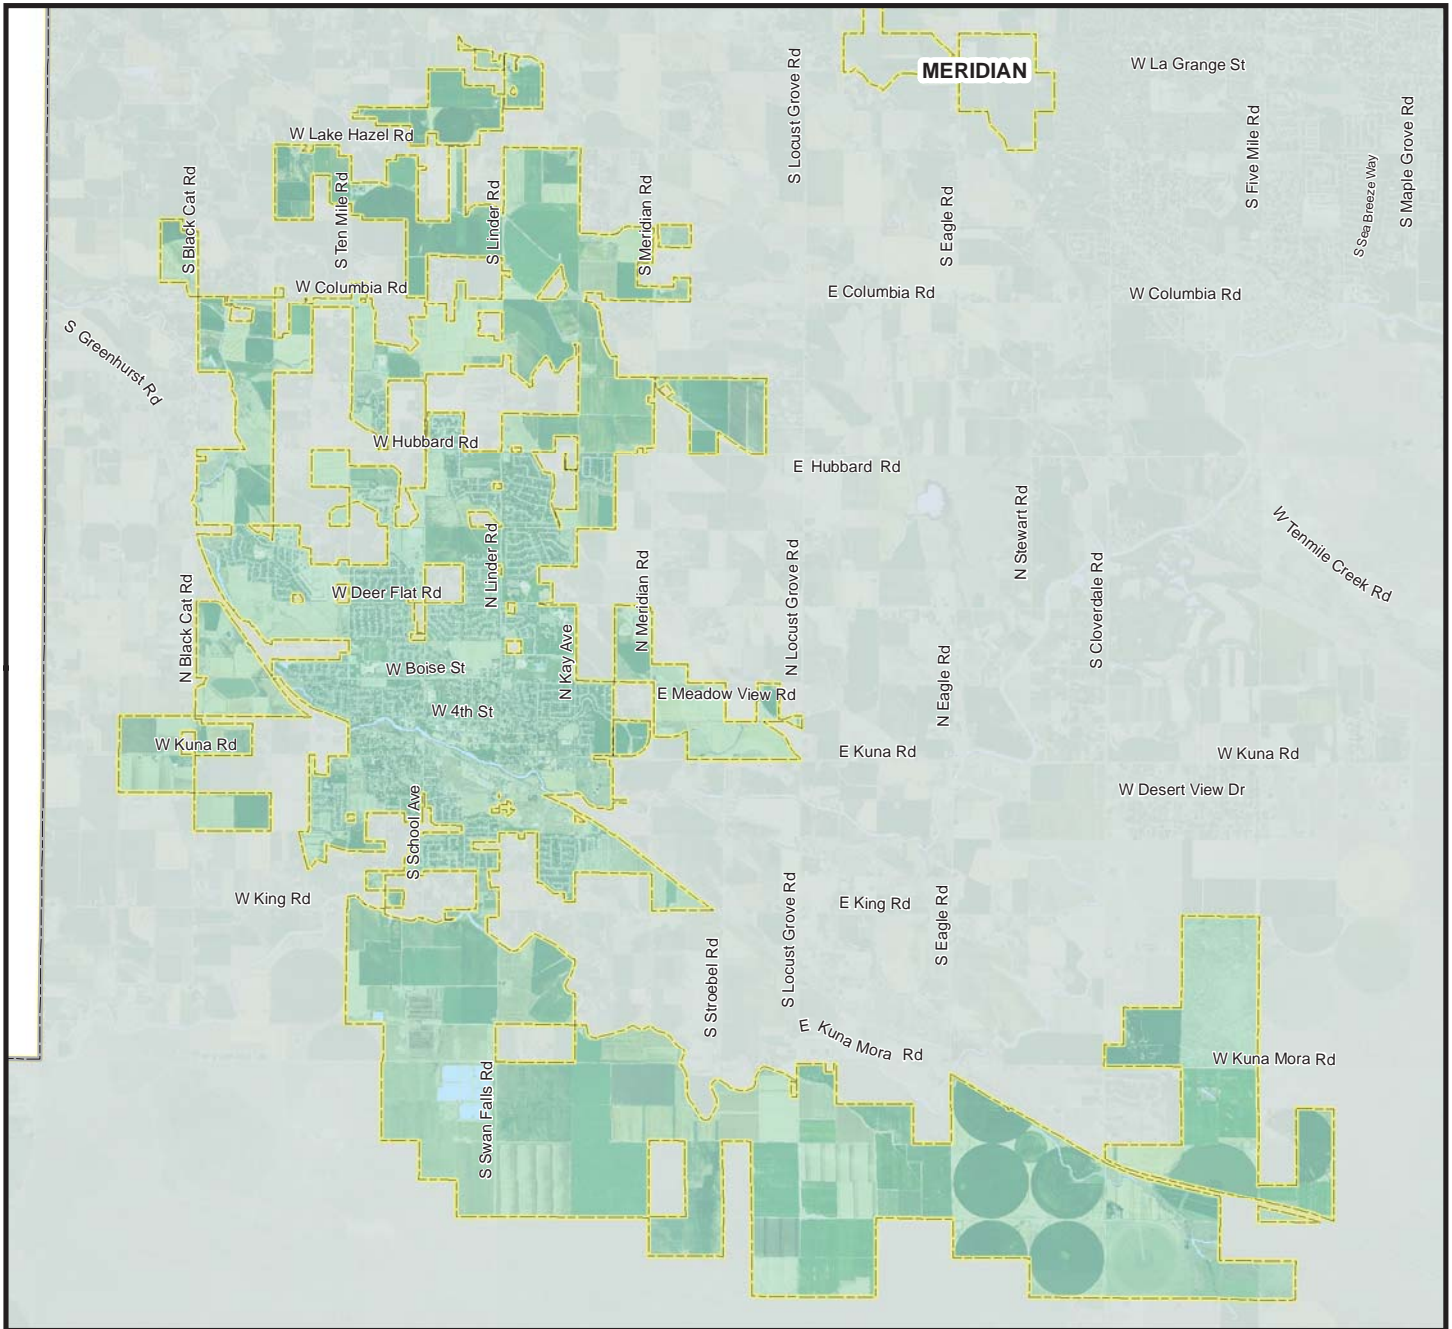 MERIDIAN
W La Grange St
S Locust Grove Rd
S Five Mile Rd
S Maple Grove Rd
W Lake Hazel Rd
S Black Cat Rd
S Ten Mile Rd
S Linder Rd
S Meridian Rd
S Eagle Rd
S Sea Breeze Way
W Columbia Rd
E Columbia Rd
W Columbia Rd
S Greenhurst Rd
W Hubbard Rd
E Hubbard Rd
N Stewart Rd
W Tenmile Creek Rd
N Linder Rd
N Meridian Rd
N Locust Grove Rd
S Cloverdale Rd
W Deer Flat Rd
N Black Cat Rd
N Kay Ave
W Boise St
N Eagle Rd
E Meadow View Rd
W 4th St
W Kuna Rd
E Kuna Rd
W Kuna Rd
W Desert View Dr
S School Ave
W King Rd
E King Rd
S Locust Grove Rd
S Eagle Rd
S Stroebel Rd
E Kuna Mora Rd
W Kuna Mora Rd
S Swan Falls Rd